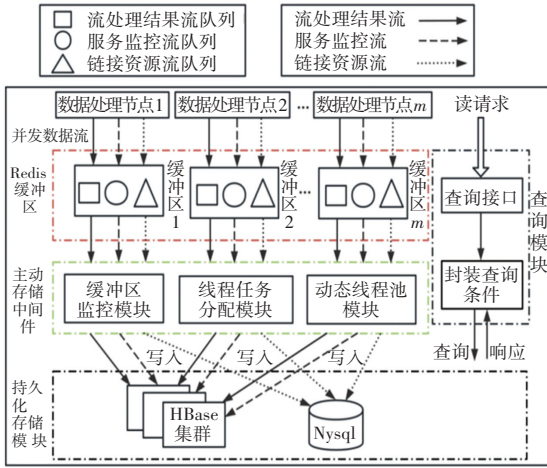 流处理结果流队列
服务监控流队列
链接资源流队列
流处理结果流
服务监控流
链接资源流
数据处理节点1
数据处理节点2
...
数据处理节点m
读请求
并发数据流
Redis
缓冲
区
缓冲区1
缓冲区2
...
缓冲区m
查询接口
查询模块
封装查询
条件
主动
存储
中间
件
缓冲区
监控模块
线程任务
分配模块
动态线程池
模块
写入
写入
写入
查询
响应
持久
化
存储
模块
HBase
集群
Nysql